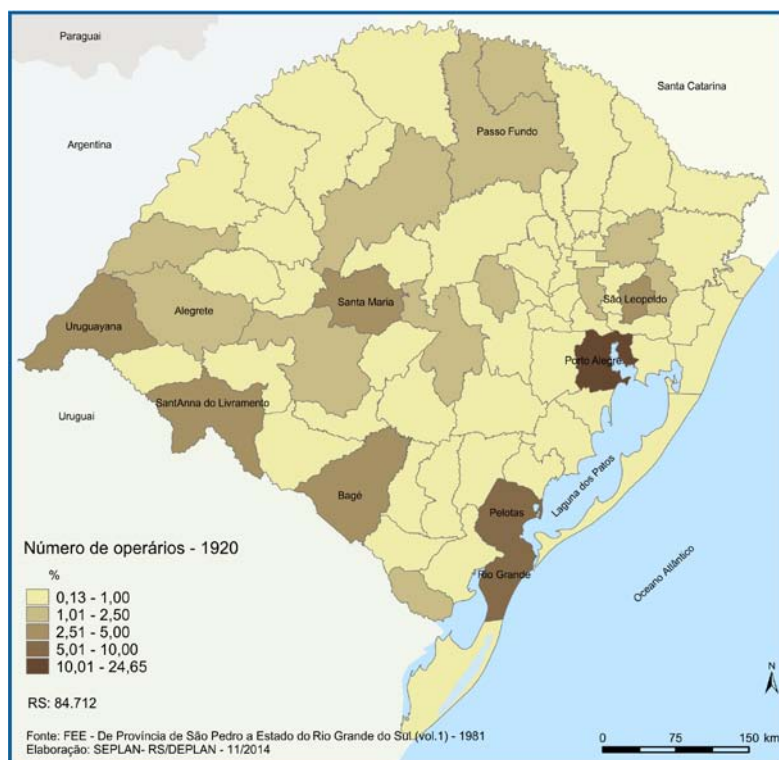 Paraguai
Santa Catarina
Passo Fundo
Argentina
São Leopoldo
Santa Maria
Alegrete
Uruguayana
Porto Alegre
SantAnna do Livramento
Uruguai
Laguna dos Patos
Bagé
Pelotas
Rio Grande
Oceano Atlântico
Número de operários - 1920
%
0,13 - 1,00
1,01 - 2,50
2,51 - 5,00
5,01 - 10,00
10,01 - 24,65
RS: 84.712
N
Fonte: FEE - De Província de São Pedro a Estado do Rio Grande do Sul (vol.1) - 1981
Elaboração: SEPLAN- RS/DEPLAN - 11/2014
0 75 150 km